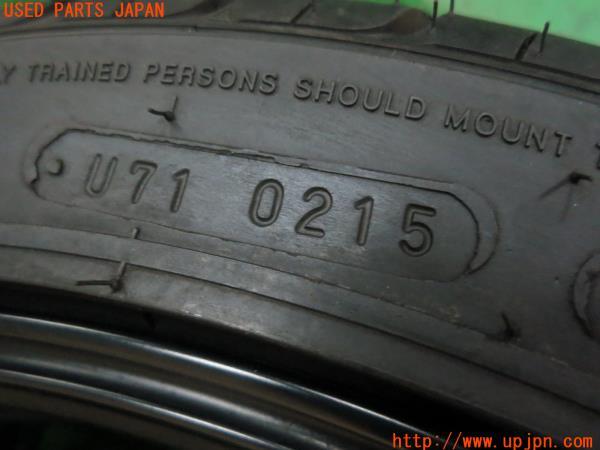 USED PARTS JAPAN
TRAINED PERSONS SHOULD MOUNT
U71 0215
http://www.upjpn.com/